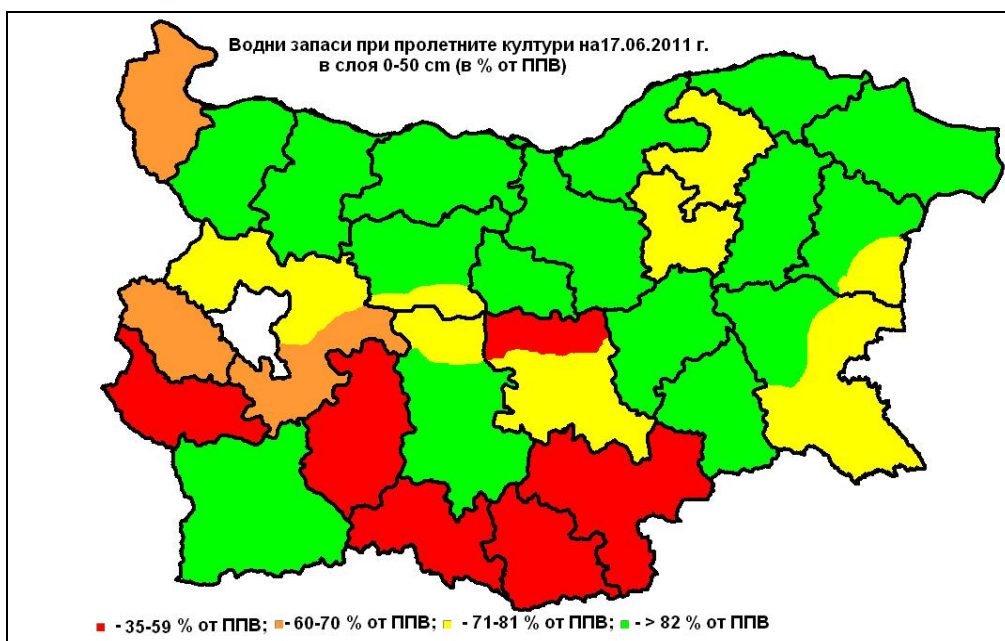 Водни запаси при пролетните култури на17.06.2011 г.
в слоя 0-50 cm (в % от ППВ)
- 35-59 % от ППВ; - 60-70 % от ППВ; - 71-81 % от ППВ; - > 82 % от ППВ